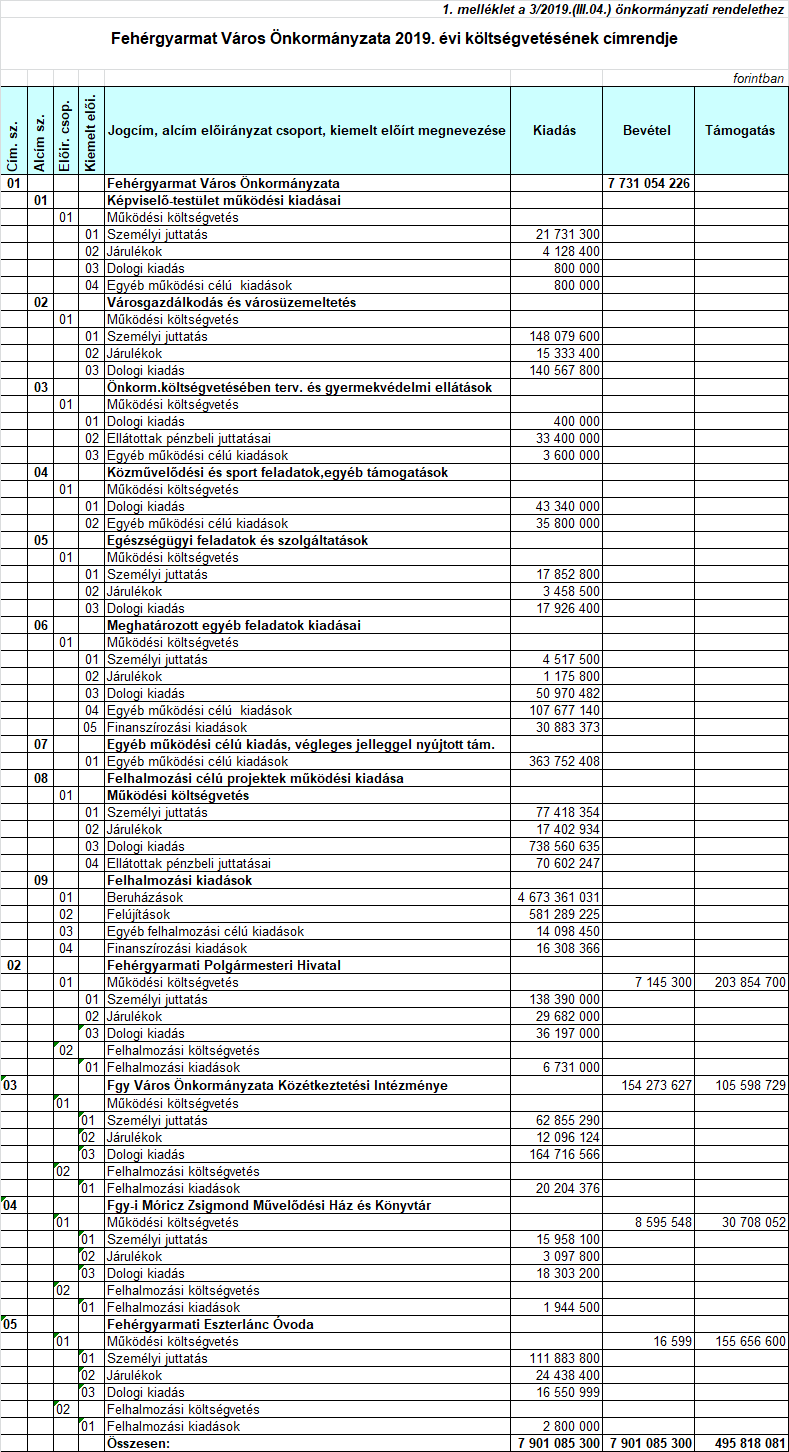 1. melléklet a 3/2019.(III.04.) önkormányzati rendelethez
Fehérgyarmat Város Önkormányzata 2019. évi költségvetésének címrendje
forintban
Cím. sz. Alcím sz. Előir. csop. Kiemelt elői. Jogcím, alcím előirányzat csoport, kiemelt előírt megnevezése Kiadás Bevétel Támogatás
01 Fehérgyarmat Város Önkormányzata 7 731 054 226
01 Képviselő-testület működési kiadásai
01 Működési költségvetés
01 Személyi juttatás 21 731 300
02 Járulékok 4 128 400
03 Dologi kiadás 800 000
04 Egyéb működési célú kiadások 800 000
02 Városgazdálkodás és városüzemeltetés
01 Működési költségvetés
01 Személyi juttatás 148 079 600
02 Járulékok 15 333 400
03 Dologi kiadás 140 567 800
03 Önkorm.költségvetésében terv. és gyermekvédelmi ellátások
01 Működési költségvetés
01 Dologi kiadás 400 000
02 Ellátottak pénzbeli juttatásai 33 400 000
03 Egyéb működési célú kiadások 3 600 000
04 Közművelődési és sport feladatok,egyéb támogatások
01 Működési költségvetés
01 Dologi kiadás 43 340 000
02 Egyéb működési célú kiadások 35 800 000
05 Egészségügyi feladatok és szolgáltatások
01 Működési költségvetés
01 Személyi juttatás 17 852 800
02 Járulékok 3 458 500
03 Dologi kiadás 17 926 400
06 Meghatározott egyéb feladatok kiadásai
01 Működési költségvetés
01 Személyi juttatás 4 517 500
02 Járulékok 1 175 800
03 Dologi kiadás 50 970 482
04 Egyéb működési célú kiadások 107 677 140
05 Finanszírozási kiadások 30 883 373
07 Egyéb működési célú kiadás, végleges jelleggel nyújtott tám.
01 Egyéb működési célú kiadások 363 752 408
08 Felhalmozási célú projektek működési kiadása
01 Működési költségvetés
01 Személyi juttatás 77 418 354
02 Járulékok 17 402 934
03 Dologi kiadás 738 560 635
04 Ellátottak pénzbeli juttatásai 70 602 247
09 Felhalmozási kiadások
01 Beruházások 4 673 361 031
02 Felújítások 581 289 225
03 Egyéb felhalmozási célú kiadások 14 098 450
04 Finanszírozási kiadások 16 308 366
02 Fehérgyarmati Polgármesteri Hivatal
01 Működési költségvetés 7 145 300 203 854 700
01 Személyi juttatás 138 390 000
02 Járulékok 29 682 000
03 Dologi kiadás 36 197 000
02 Felhalmozási költségvetés
01 Felhalmozási kiadások 6 731 000
03 Fgy Város Önkormányzata Közétkeztetési Intézménye 154 273 627 105 598 729
01 Működési költségvetés
01 Személyi juttatás 62 855 290
02 Járulékok 12 096 124
03 Dologi kiadás 164 716 566
02 Felhalmozási költségvetés
01 Felhalmozási kiadások 20 204 376
04 Fgy-i Móricz Zsigmond Művelődési Ház és Könyvtár
01 Működési költségvetés 8 595 548 30 708 052
01 Személyi juttatás 15 958 100
02 Járulékok 3 097 800
03 Dologi kiadás 18 303 200
02 Felhalmozási költségvetés
01 Felhalmozási kiadások 1 944 500
05 Fehérgyarmati Eszterlánc Óvoda
01 Működési költségvetés 16 599 155 656 600
01 Személyi juttatás 111 883 800
02 Járulékok 24 438 400
03 Dologi kiadás 16 550 999
02 Felhalmozási költségvetés
01 Felhalmozási kiadások 2 800 000
Összesen: 7 901 085 300 7 901 085 300 495 818 081